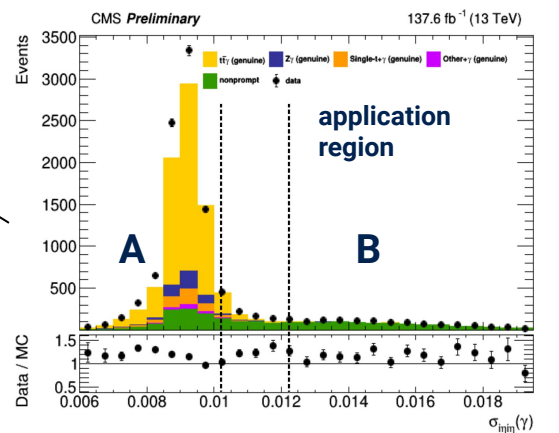 CMS Preliminary 137.6 fb⁻¹ (13 TeV)
Events
3500
3000
2500
2000
1500
1000
500
tt̄γ (genuine) Zγ (genuine) Single-t+γ (genuine) Other+γ (genuine)
nonprompt data
application
region
A B
Data / MC
1.5
1
0.5
0.006 0.008 0.01 0.012 0.014 0.016 0.018
σiηiη(γ)